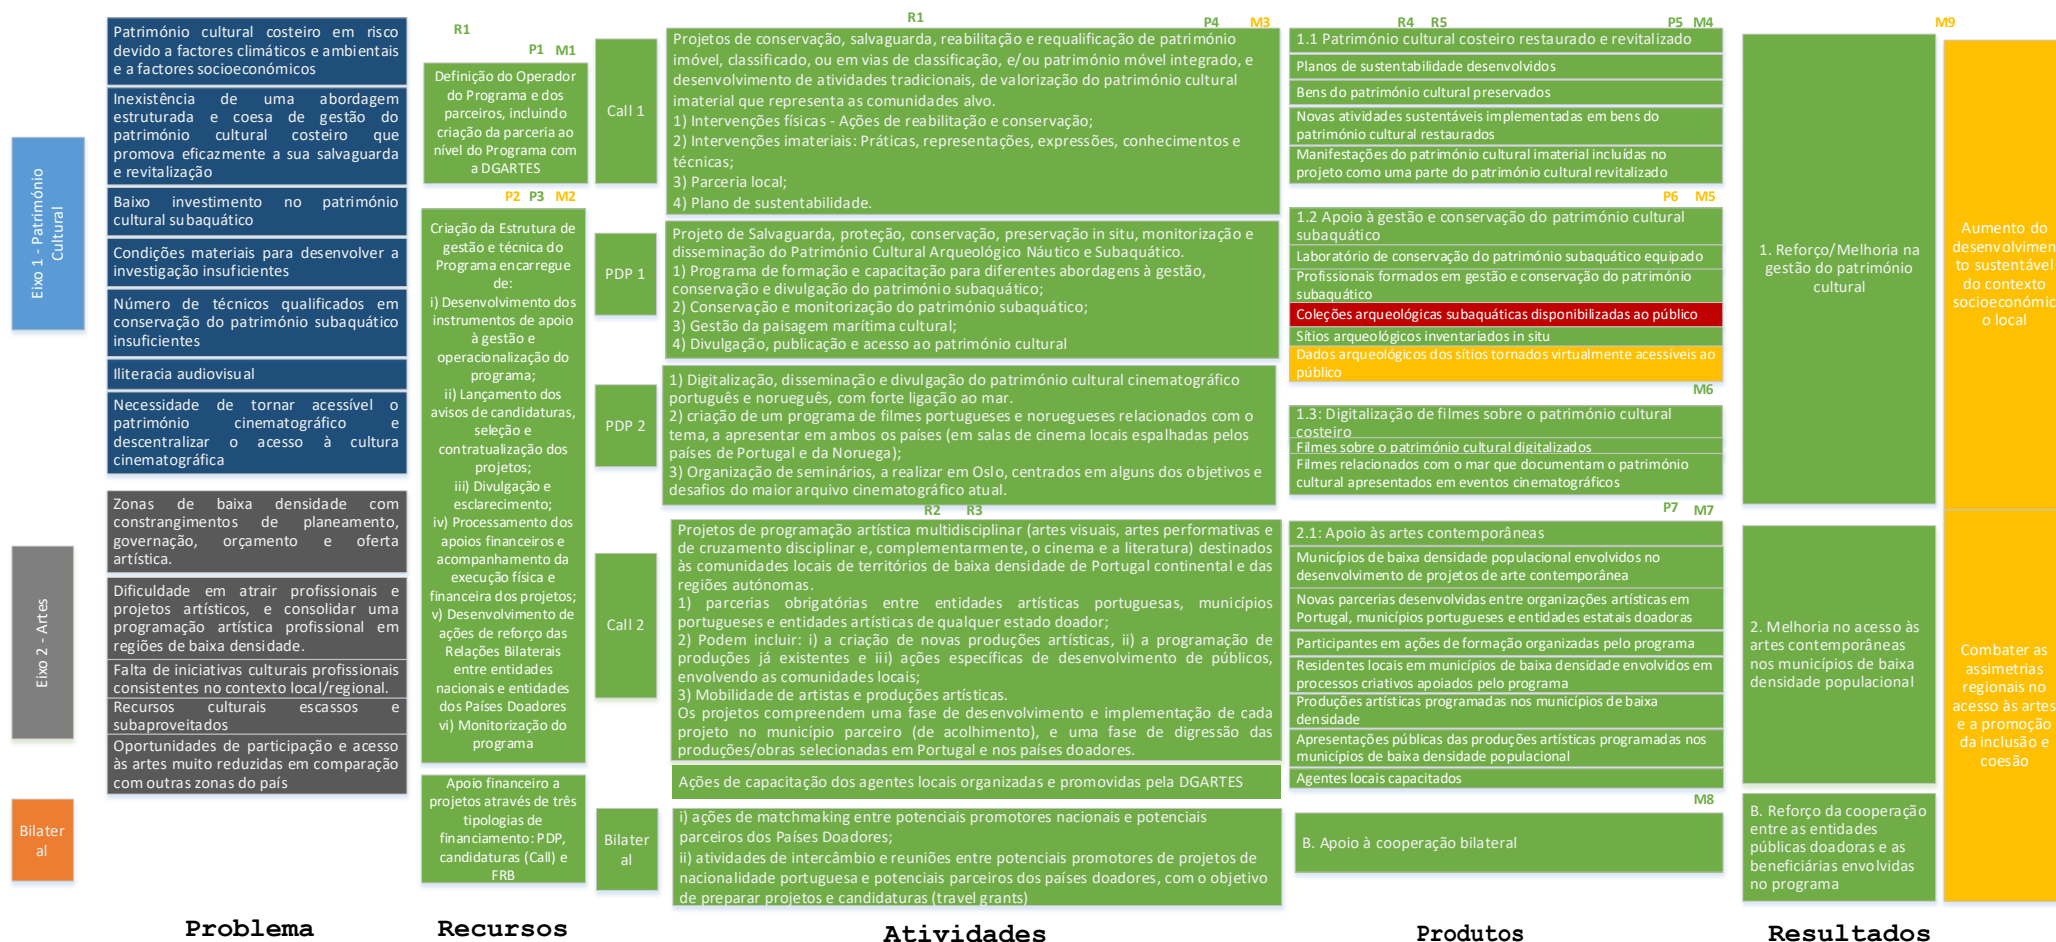 Eixo 1 - Património
Cultural
Eixo 2 - Artes
Bilater
al
Património cultural costeiro em risco
devido a factores climáticos e ambientais
e a factores socioeconómicos
Inexistência de uma abordagem
estruturada e coesa de gestão do
património cultural costeiro que
promova eficazmente a sua salvaguarda
e revitalização
Baixo investimento no património
cultural subaquático
Condições materiais para desenvolver a
investigação insuficientes
Número de técnicos qualificados em
conservação do património subaquático
insuficientes
Iliteracia audiovisual
Necessidade de tornar acessível o
património cinematográfico e
descentralizar o acesso à cultura
cinematográfica
Zonas de baixa densidade com
constrangimentos de planeamento,
governação, orçamento e oferta
artística.
Dificuldade em atrair profissionais e
projetos artísticos, e consolidar uma
programação artística profissional em
regiões de baixa densidade.
Falta de iniciativas culturais profissionais
consistentes no contexto local/regional.
Recursos culturais escassos e
subaproveitados
Oportunidades de participação e acesso
às artes muito reduzidas em comparação
com outras zonas do país
Problema
R1
P1 M1
Definição do Operador
do Programa e dos
parceiros, incluindo
criação da parceria ao
nível do Programa com
a DGARTES
P2 P3 M2
Criação da Estrutura de
gestão e técnica do
Programa encarregue
de:
i) Desenvolvimento dos
instrumentos de apoio
à gestão e
operacionalização do
programa;
ii) Lançamento dos
avisos de candidaturas,
seleção e
contratualização dos
projetos;
iii) Divulgação e
esclarecimento;
iv) Processamento dos
apoios financeiros e
acompanhamento da
execução física e
financeira dos projetos;
v) Desenvolvimento de
ações de reforço das
Relações Bilaterais
entre entidades
nacionais e entidades
dos Países Doadores
vi) Monitorização do
programa
Apoio financeiro a
projetos através de três
tipologias de
financiamento: PDP,
candidaturas (Call) e
FRB
Recursos
Call 1
PDP 1
PDP 2
Call 2
Bilater
al
R1 P4 M3
Projetos de conservação, salvaguarda, reabilitação e requalificação de património
imóvel, classificado, ou em vias de classificação, e/ou património móvel integrado, e
desenvolvimento de atividades tradicionais, de valorização do património cultural
imaterial que representa as comunidades alvo.
1) Intervenções físicas - Ações de reabilitação e conservação;
2) Intervenções imateriais: Práticas, representações, expressões, conhecimentos e
técnicas;
3) Parceria local;
4) Plano de sustentabilidade.
Projeto de Salvaguarda, proteção, conservação, preservação in situ, monitorização e
disseminação do Património Cultural Arqueológico Náutico e Subaquático.
1) Programa de formação e capacitação para diferentes abordagens à gestão,
conservação e divulgação do património subaquático;
2) Conservação e monitorização do património subaquático;
3) Gestão da paisagem marítima cultural;
4) Divulgação, publicação e acesso ao património cultural
1) Digitalização, disseminação e divulgação do património cultural cinematográfico
português e norueguês, com forte ligação ao mar.
2) criação de um programa de filmes portugueses e noruegueses relacionados com o
tema, a apresentar em ambos os países (em salas de cinema locais espalhadas pelos
países de Portugal e da Noruega);
3) Organização de seminários, a realizar em Oslo, centrados em alguns dos objetivos e
desafios do maior arquivo cinematográfico atual.
R2 R3
Projetos de programação artística multidisciplinar (artes visuais, artes performativas e
de cruzamento disciplinar e, complementarmente, o cinema e a literatura) destinados
às comunidades locais de territórios de baixa densidade de Portugal continental e das
regiões autónomas.
1) parcerias obrigatórias entre entidades artísticas portuguesas, municípios
portugueses e entidades artísticas de qualquer estado doador;
2) Podem incluir: i) a criação de novas produções artísticas, ii) a programação de
produções já existentes e iii) ações específicas de desenvolvimento de públicos,
envolvendo as comunidades locais;
3) Mobilidade de artistas e produções artísticas.
Os projetos compreendem uma fase de desenvolvimento e implementação de cada
projeto no município parceiro (de acolhimento), e uma fase de digressão das
produções/obras selecionadas em Portugal e nos países doadores.
Ações de capacitação dos agentes locais organizadas e promovidas pela DGARTES
i) ações de matchmaking entre potenciais promotores nacionais e potenciais
parceiros dos Países Doadores;
ii) atividades de intercâmbio e reuniões entre potenciais promotores de projetos de
nacionalidade portuguesa e potenciais parceiros dos países doadores, com o objetivo
de preparar projetos e candidaturas (travel grants)
Atividades
R4 R5 P5 M4
1.1 Património cultural costeiro restaurado e revitalizado
Planos de sustentabilidade desenvolvidos
Bens do património cultural preservados
Novas atividades sustentáveis implementadas em bens do
património cultural restaurados
Manifestações do património cultural imaterial incluídas no
projeto como uma parte do património cultural revitalizado
P6 M5
1.2 Apoio à gestão e conservação do património cultural
subaquático
Laboratório de conservação do património subaquático equipado
Profissionais formados em gestão e conservação do património
subaquático
Coleções arqueológicas subaquáticas disponibilizadas ao público
Sítios arqueológicos inventariados in situ
Dados arqueológicos dos sítios tornados virtualmente acessíveis ao
público
M6
1.3: Digitalização de filmes sobre o património cultural
costeiro
Filmes sobre o património cultural digitalizados
Filmes relacionados com o mar que documentam o património
cultural apresentados em eventos cinematográficos
P7 M7
2.1: Apoio às artes contemporâneas
Municípios de baixa densidade populacional envolvidos no
desenvolvimento de projetos de arte contemporânea
Novas parcerias desenvolvidas entre organizações artísticas em
Portugal, municípios portugueses e entidades estatais doadoras
Participantes em ações de formação organizadas pelo programa
Residentes locais em municípios de baixa densidade envolvidos em
processos criativos apoiados pelo programa
Produções artísticas programadas nos municípios de baixa
densidade
Apresentações públicas das produções artísticas programadas nos
municípios de baixa densidade populacional
Agentes locais capacitados
M8
B. Apoio à cooperação bilateral
Produtos
1. Reforço/Melhoria na
gestão do património
cultural
2. Melhoria no acesso às
artes contemporâneas
nos municípios de baixa
densidade populacional
B. Reforço da cooperação
entre as entidades
públicas doadoras e as
beneficiárias envolvidas
no programa
M9
Aumento do
desenvolvimen
to sustentável
do contexto
socioeconómic
o local
Combater as
assimetrias
regionais no
acesso às artes
e a promoção
da inclusão e
coesão
Resultados